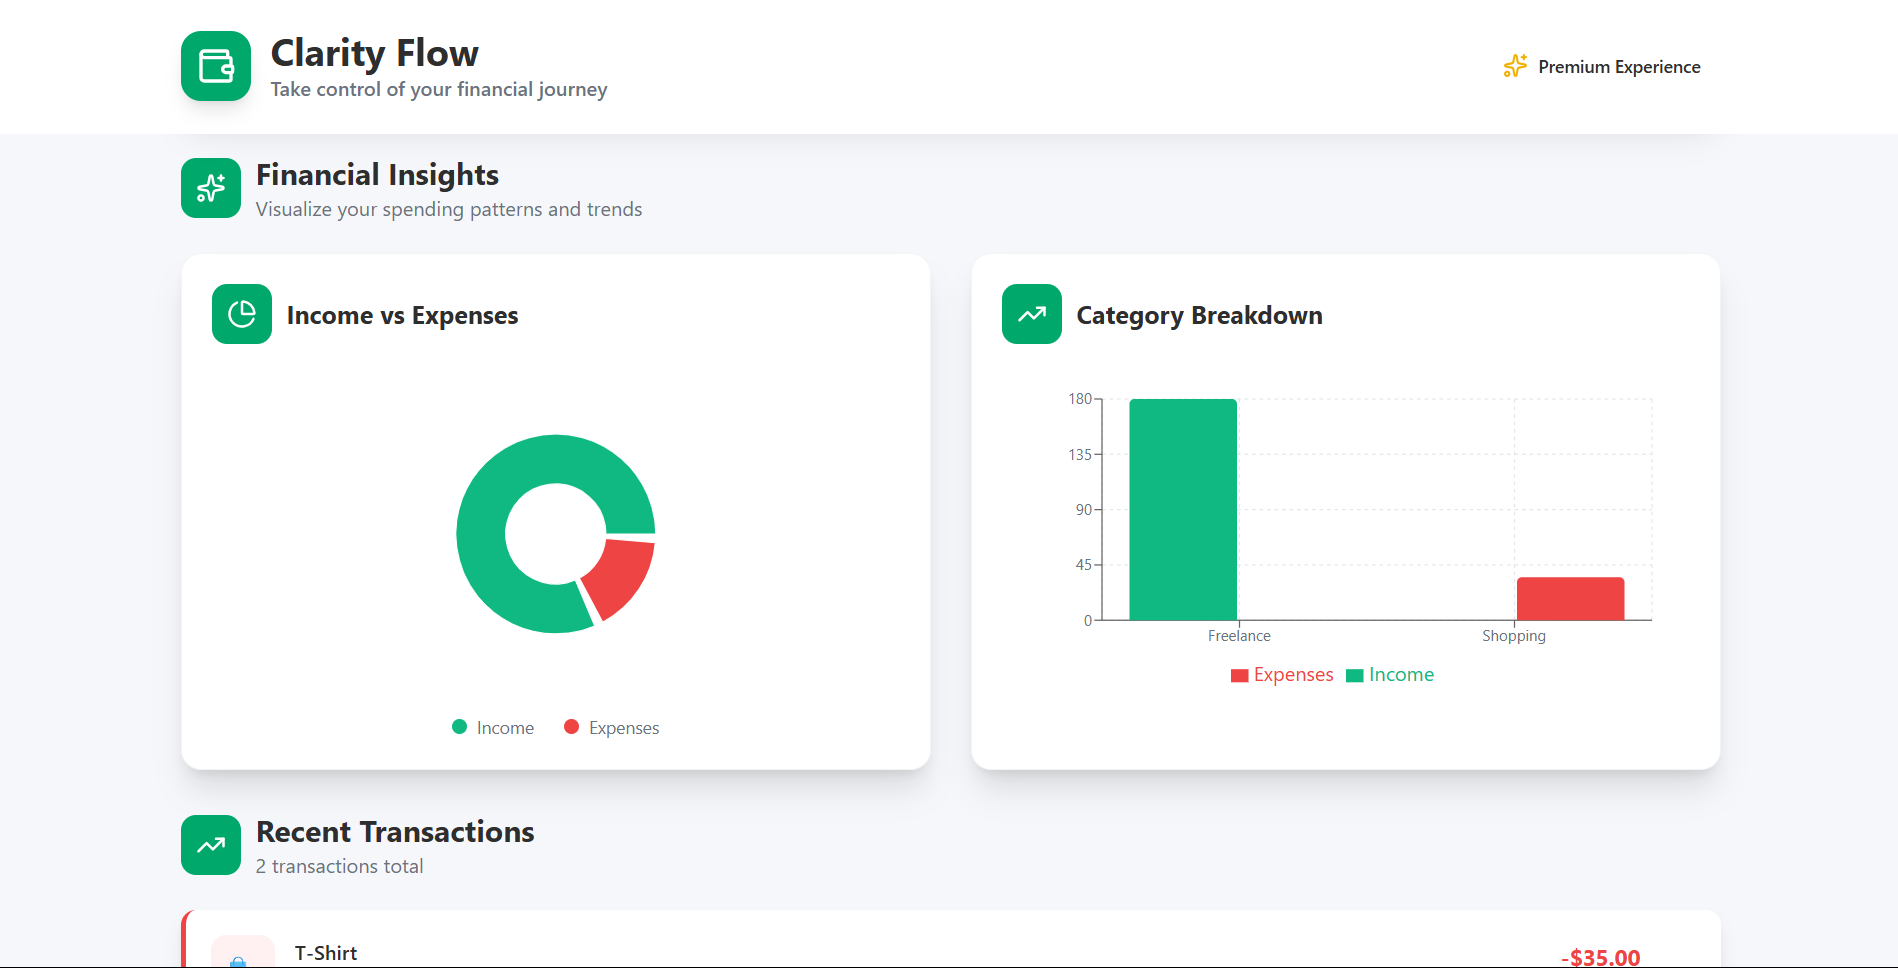 Clarity Flow
Take control of your financial journey
Premium Experience
Financial Insights
Visualize your spending patterns and trends
Income vs Expenses
Income
Expenses
Category Breakdown
180
135
90
45
0
Freelance
Shopping
Expenses
Income
Recent Transactions
2 transactions total
T-Shirt
-$35.00